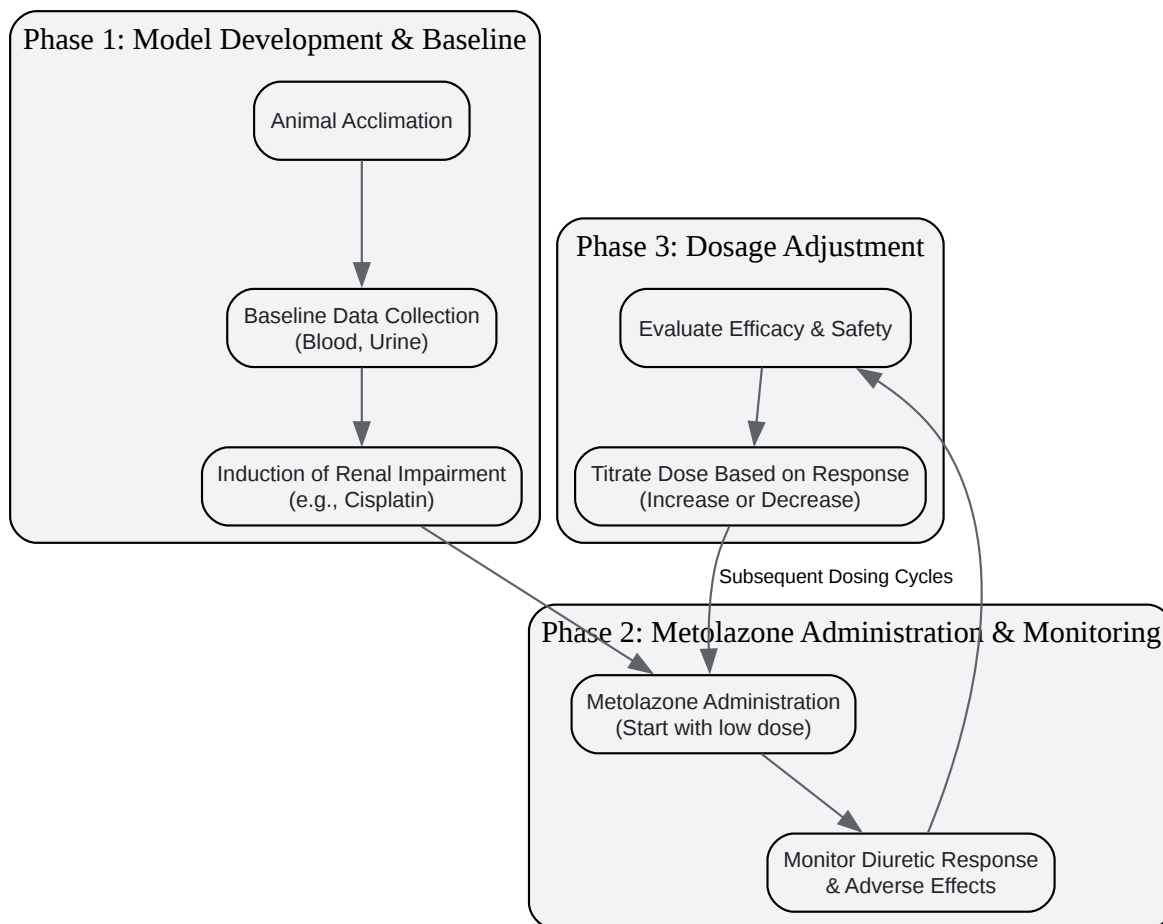 Phase 1: Model Development & Baseline
Animal Acclimation
Baseline Data Collection
(Blood, Urine)
Induction of Renal Impairment
(e.g., Cisplatin)
Phase 3: Dosage Adjustment
Evaluate Efficacy & Safety
Titrate Dose Based on Response
(Increase or Decrease)
Subsequent Dosing Cycles
Phase 2: Metolazone Administration & Monitoring
Metolazone Administration
(Start with low dose)
Monitor Diuretic Response
& Adverse Effects